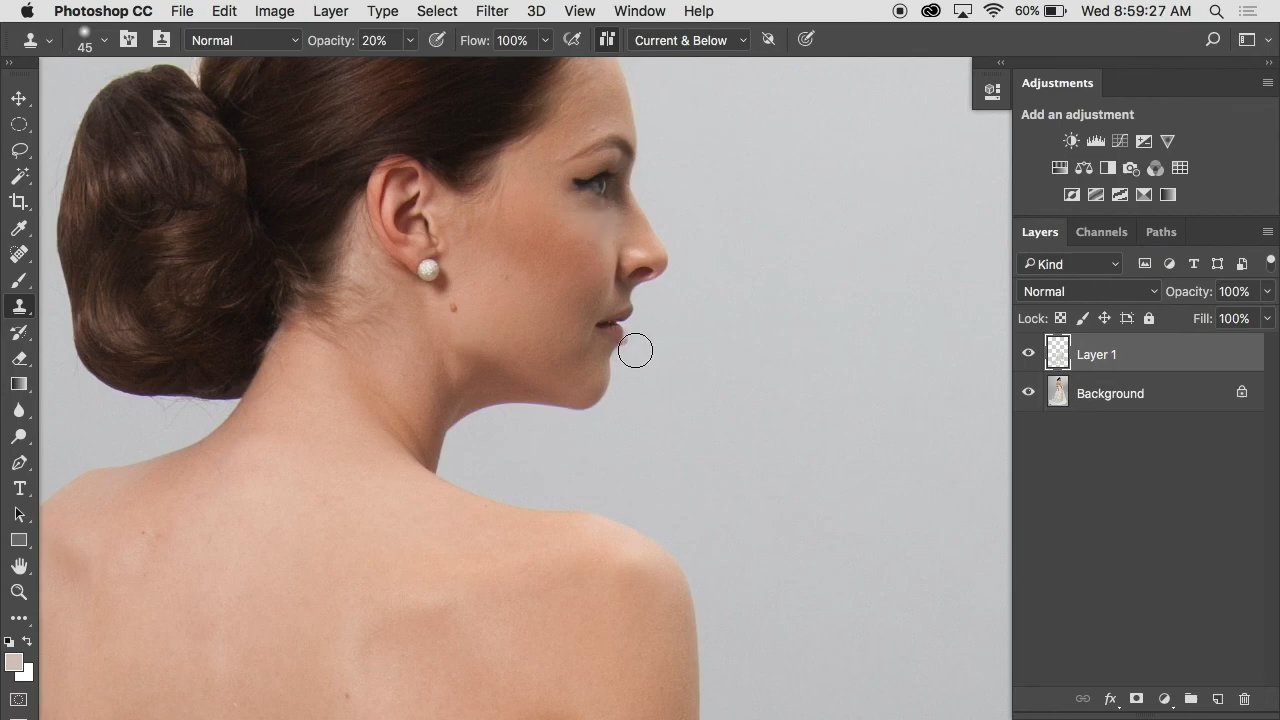 Photoshop CC File Edit Image Layer Type Select Filter 3D View Window Help 60% Wed 8:59:27 AM
45 Normal Opacity: 20% Flow: 100% Current & Below
Adjustments
Add an adjustment
Layers Channels Paths
Kind
Normal Opacity: 100%
Lock: Fill: 100%
Layer 1
Background
fx